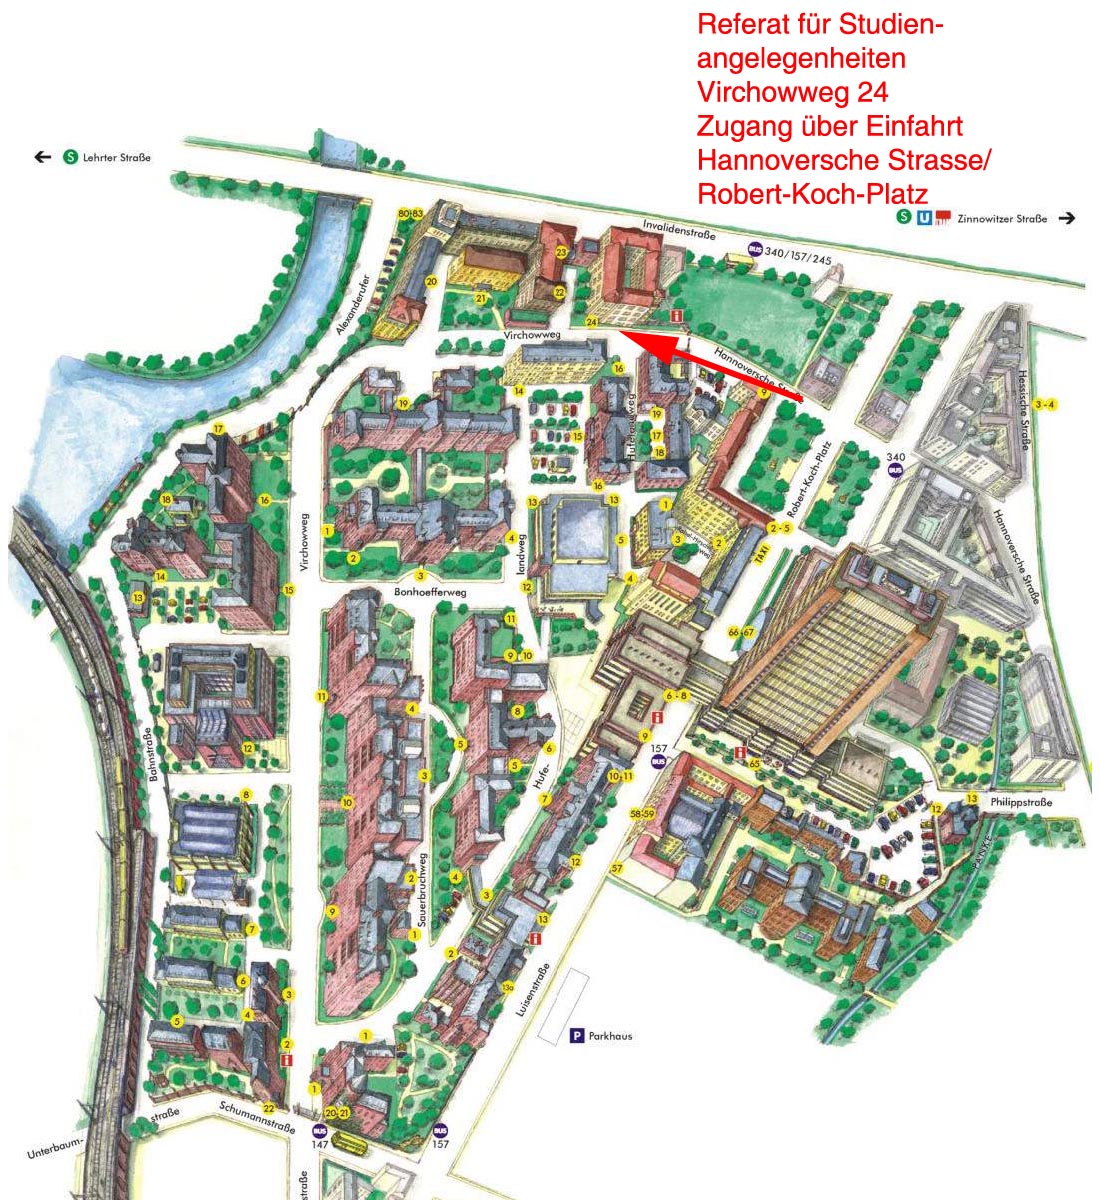 Referat für Studien-
angelegenheiten
Virchowweg 24
Zugang über Einfahrt
Hannoversche Strasse/
Robert-Koch-Platz
S Lehrter Straße
S U Zinnowitzer Straße
Invalidenstraße
BUS 340/157/245
80-83
23
20
22
21
Alexanderufer
24
i
Virchowweg
Hannoversche Str
16
14
9
Hessische Straße
3-4
19
19
Hufelandweg
17
15
17
18
Robert-Koch-Platz
340
BUS
18
16
16
13
13
1
Hannoversche Straße
Virchowweg
1
4
landweg
5
3
2
2-5
TAXI
2
3
14
15
13
12
4
Bonhoefferweg
11
66-67
9
10
11
4
6-8
8
i
9
5
6
12
Bahnstraße
3
5
Hufe-
157
BUS
i
65
10-11
8
7
10
58-59
12
13
Philippstraße
PANKE
12
57
2
4
3
9
Sauerbruchweg
13
7
1
i
2
6
3
13a
Luisenstraße
4
5
2
i
P Parkhaus
1
1
22
20-21
Schumannstraße
straße
Unterbaum-
BUS
147
BUS
157
straße